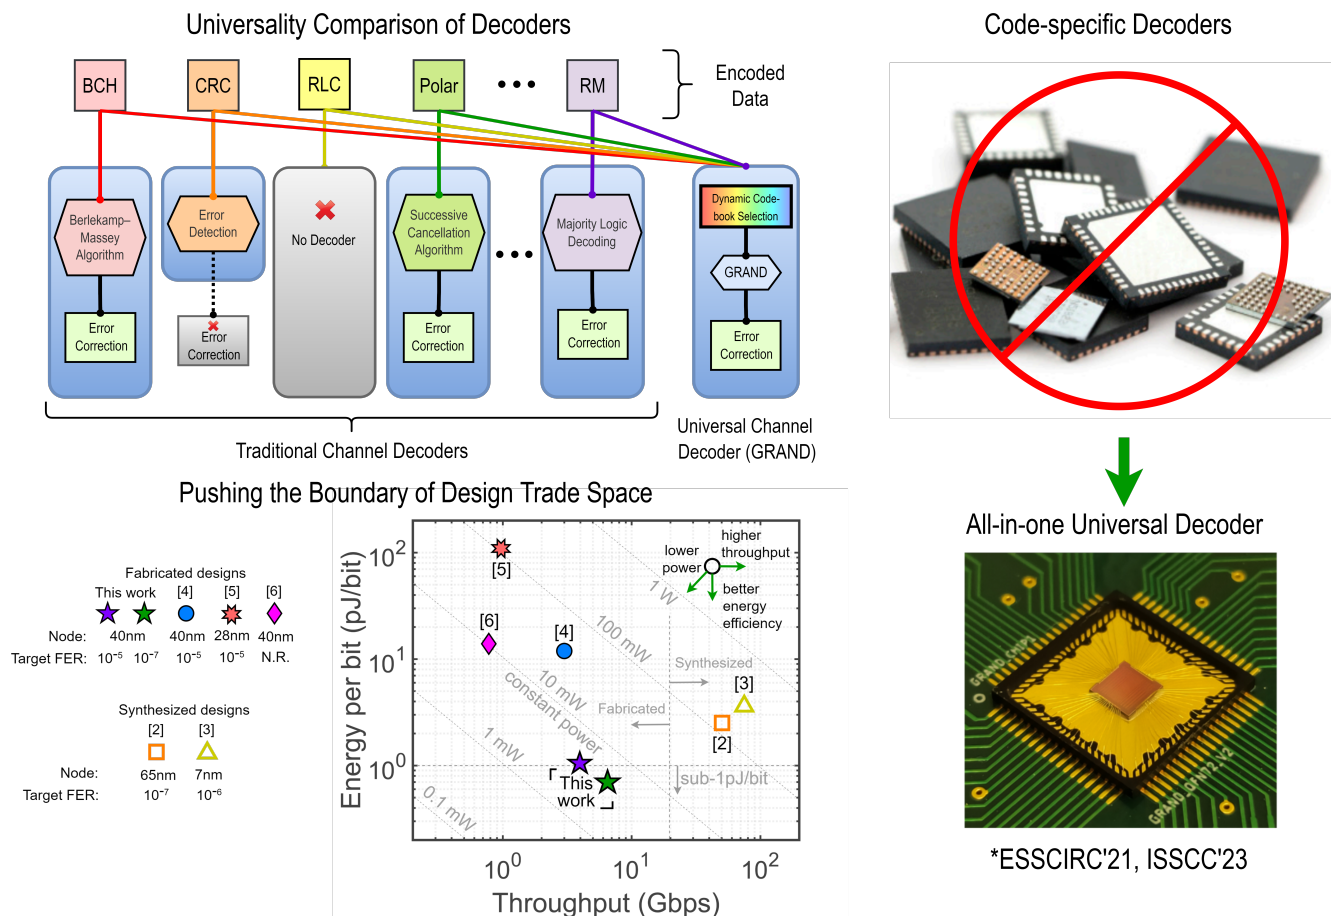 Universality Comparison of Decoders
BCH
CRC
RLC
Polar
RM
Encoded
Data
Berlekamp–
Massey
Algorithm
Error
Detection
No Decoder
Successive
Cancellation
Algorithm
Majority Logic
Decoding
Dynamic Code-
book Selection
GRAND
Error
Correction
Error
Correction
Error
Correction
Error
Correction
Error
Correction
Traditional Channel Decoders
Universal Channel
Decoder (GRAND)
Code-specific Decoders
All-in-one Universal Decoder
GRAND_CHIP1
GRAND_QFN72_V2
*ESSCIRC'21, ISSCC'23
Pushing the Boundary of Design Trade Space
Fabricated designs
This work
[4]
[5]
[6]
Node: 40nm 40nm 28nm 40nm
Target FER: 10⁻⁵ 10⁻⁷ 10⁻⁵ 10⁻⁵ N.R.
Synthesized designs
[2] [3]
Node: 65nm 7nm
Target FER: 10⁻⁷ 10⁻⁶
Energy per bit (pJ/bit)
10²
10¹
10⁰
10⁰
10¹
10²
Throughput (Gbps)
[5]
[6]
[4]
[3]
[2]
This
work
lower
power
higher
throughput
better
energy
efficiency
1 W
100 mW
10 mW
constant power
1 mW
0.1 mW
Synthesized
Fabricated
sub-1pJ/bit